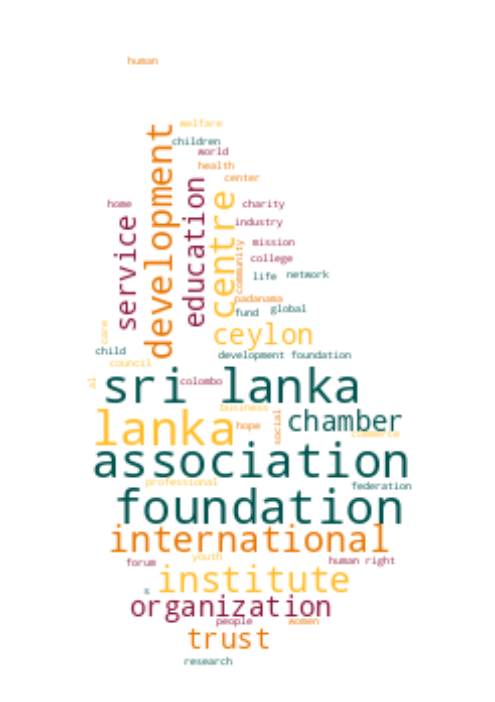 human
welfare
children
world
health
center
home
charity
development
education
centre
service
industry
community
mission
college
life
network
padanama
fund
global
care
ceylon
child
development foundation
council
al
colombo
sri lanka
business
lanka
hope
social
chamber
commerce
association
professional
federation
foundation
international
forum
youth
human right
s
institute
organization
people
women
trust
research